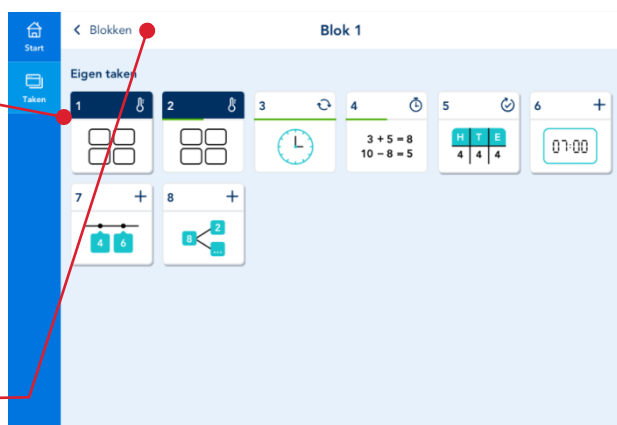 Start
Taken
Blokken
Blok 1
Eigen taken
1
2
3
4
3 + 5 = 8
10 − 8 = 5
5
H T E
4 4 4
6
07:00
7
4 6
8
8
2
...